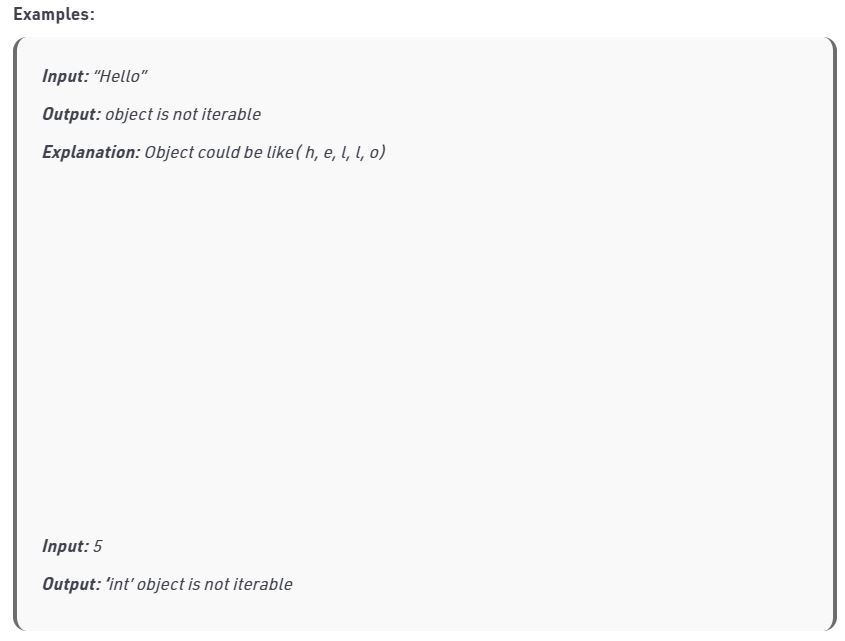 Examples:
Input: “Hello”
Output: object is not iterable
Explanation: Object could be like( h, e, l, l, o)
Input: 5
Output: ‘int’ object is not iterable